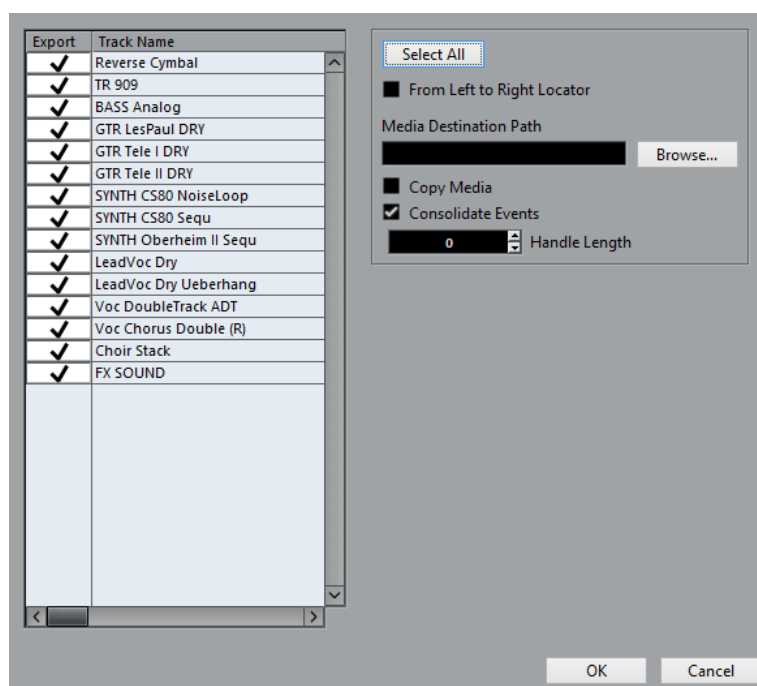 Export Track Name
Reverse Cymbal
TR 909
BASS Analog
GTR LesPaul DRY
GTR Tele I DRY
GTR Tele II DRY
SYNTH CS80 NoiseLoop
SYNTH CS80 Sequ
SYNTH Oberheim II Sequ
LeadVoc Dry
LeadVoc Dry Ueberhang
Voc DoubleTrack ADT
Voc Chorus Double (R)
Choir Stack
FX SOUND
Select All
From Left to Right Locator
Media Destination Path
Browse...
Copy Media
Consolidate Events
0 Handle Length
OK Cancel